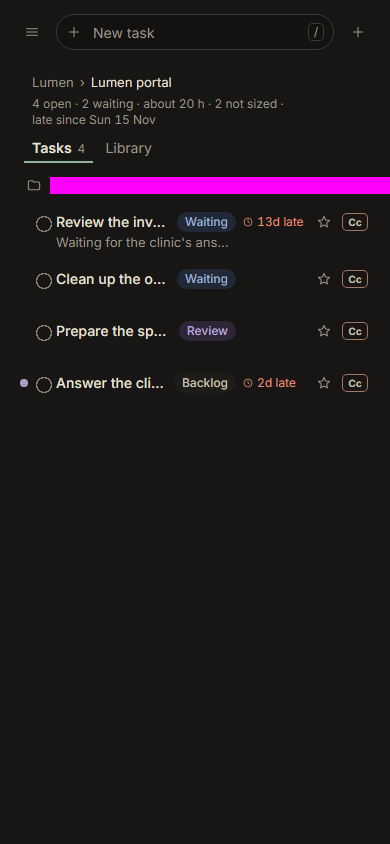 New task /
Lumen › Lumen portal
4 open · 2 waiting · about 20 h · 2 not sized ·
late since Sun 15 Nov
Tasks 4 Library
Review the inv... Waiting 13d late Cc
Waiting for the clinic's ans...
Clean up the o... Waiting Cc
Prepare the sp... Review Cc
Answer the cli... Backlog 2d late Cc